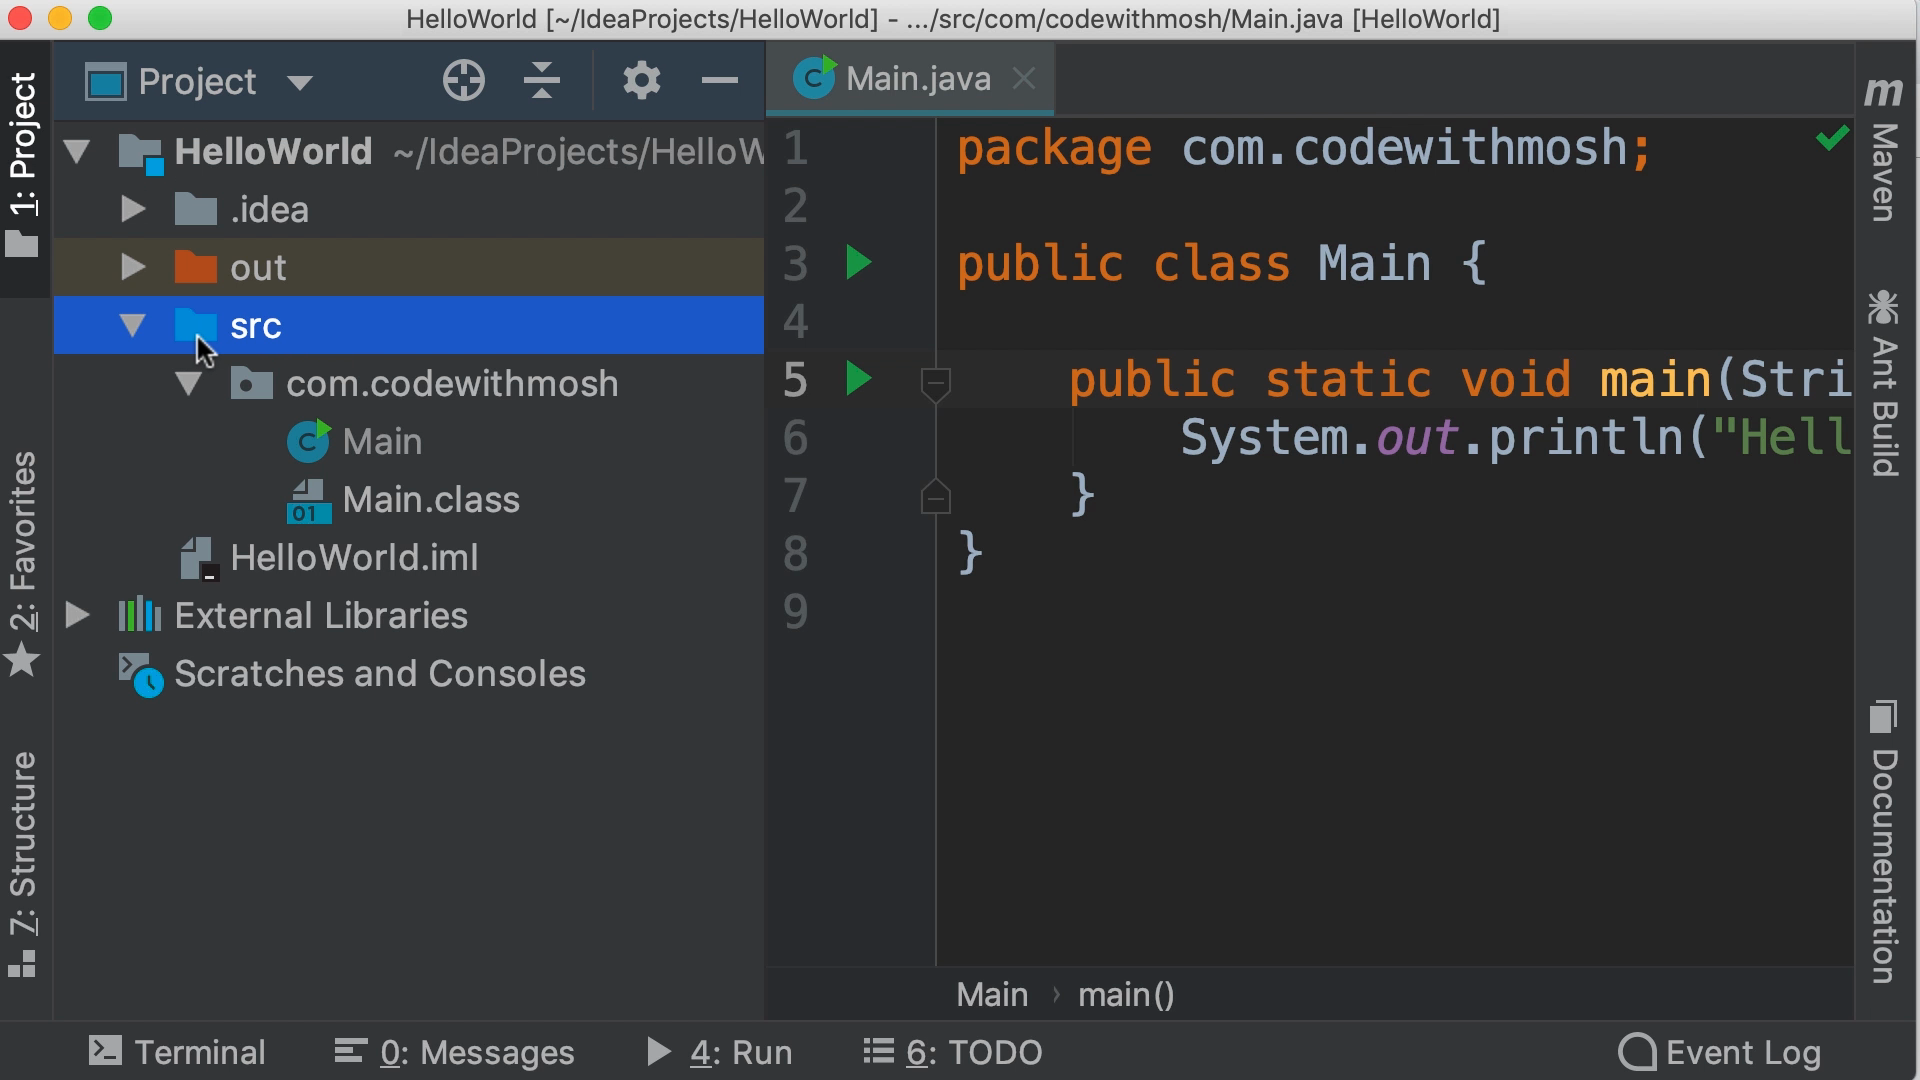 HelloWorld [~/IdeaProjects/HelloWorld] - .../src/com/codewithmosh/Main.java [HelloWorld]
1: Project
2: Favorites
7: Structure
Project
HelloWorld ~/IdeaProjects/HelloW
.idea
out
src
com.codewithmosh
C Main
01 Main.class
HelloWorld.iml
External Libraries
Scratches and Consoles
C Main.java
1 package com.codewithmosh;
2
3 public class Main {
4
5 public static void main(Stri
6 System.out.println("Hell
7 }
8 }
9
Main › main()
m Maven
Ant Build
Documentation
Terminal
0: Messages
4: Run
6: TODO
Event Log